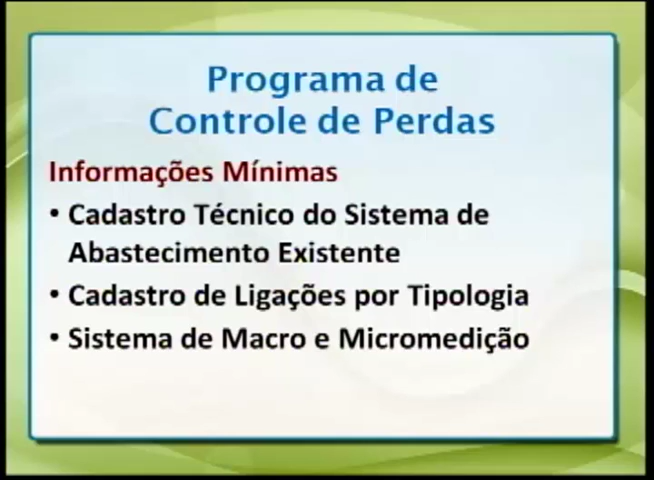 Programa de
Controle de Perdas
Informações Mínimas
• Cadastro Técnico do Sistema de
Abastecimento Existente
• Cadastro de Ligações por Tipologia
• Sistema de Macro e Micromedição